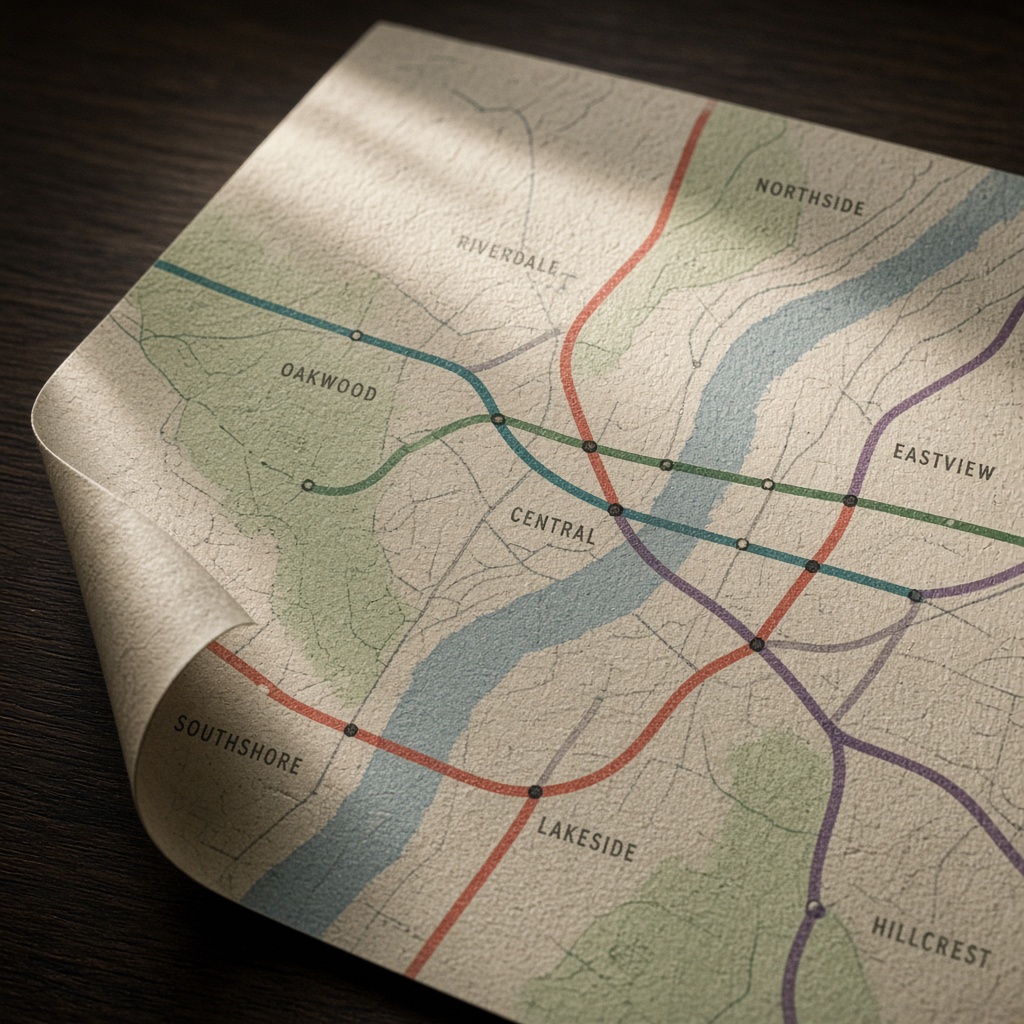 NORTHSIDE
RIVERDALE
OAKWOOD
EASTVIEW
CENTRAL
SOUTHSHORE
LAKESIDE
HILLCREST